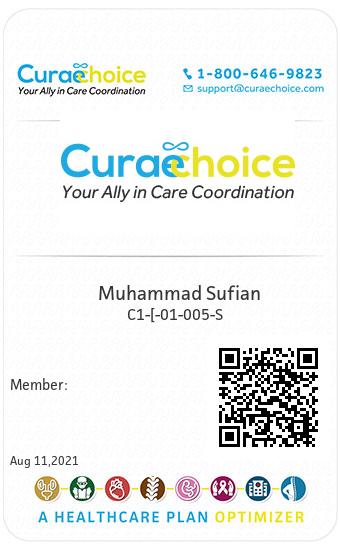 Curaechoice
Your Ally in Care Coordination
1-800-646-9823
support@curaechoice.com
Curaechoice
Your Ally in Care Coordination
Muhammad Sufian
C1-[-01-005-S
Member:
Aug 11,2021
A HEALTHCARE PLAN OPTIMIZER